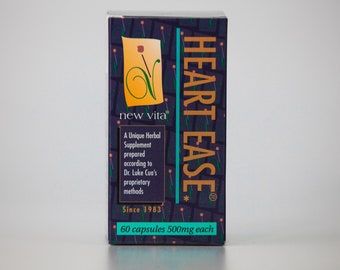 new vita
A Unique Herbal
Supplement
prepared
according to
Dr. Luke Cua's
proprietary
methods
Since 1983
HEART EASE*
60 capsules 500mg each